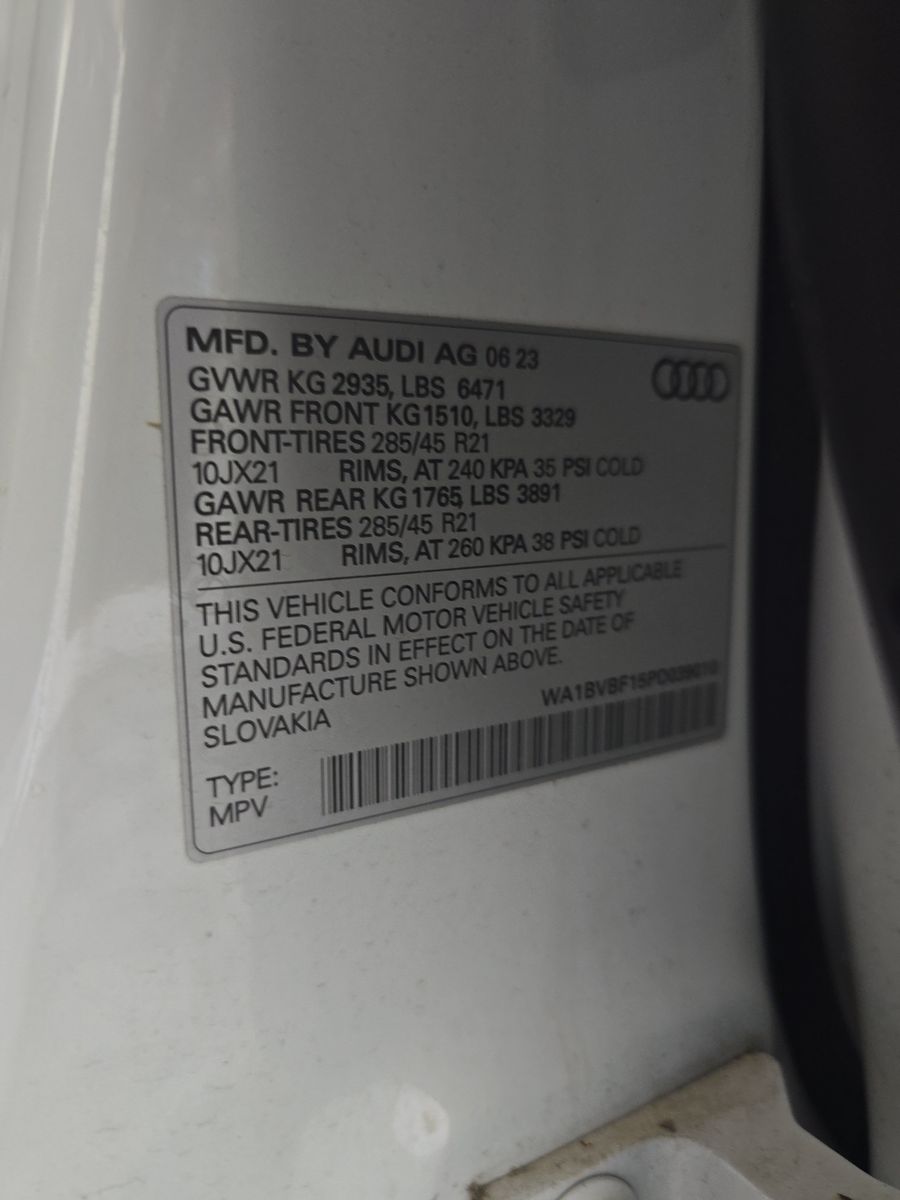 MFD. BY AUDI AG 06 23
GVWR KG 2935, LBS 6471
GAWR FRONT KG1510, LBS 3329
FRONT-TIRES 285/45 R21
10JX21 RIMS, AT 240 KPA 35 PSI COLD
GAWR REAR KG 1765, LBS 3891
REAR-TIRES 285/45 R21
10JX21 RIMS, AT 260 KPA 38 PSI COLD
THIS VEHICLE CONFORMS TO ALL APPLICABLE
U.S. FEDERAL MOTOR VEHICLE SAFETY
STANDARDS IN EFFECT ON THE DATE OF
MANUFACTURE SHOWN ABOVE.
SLOVAKIA
TYPE:
MPV